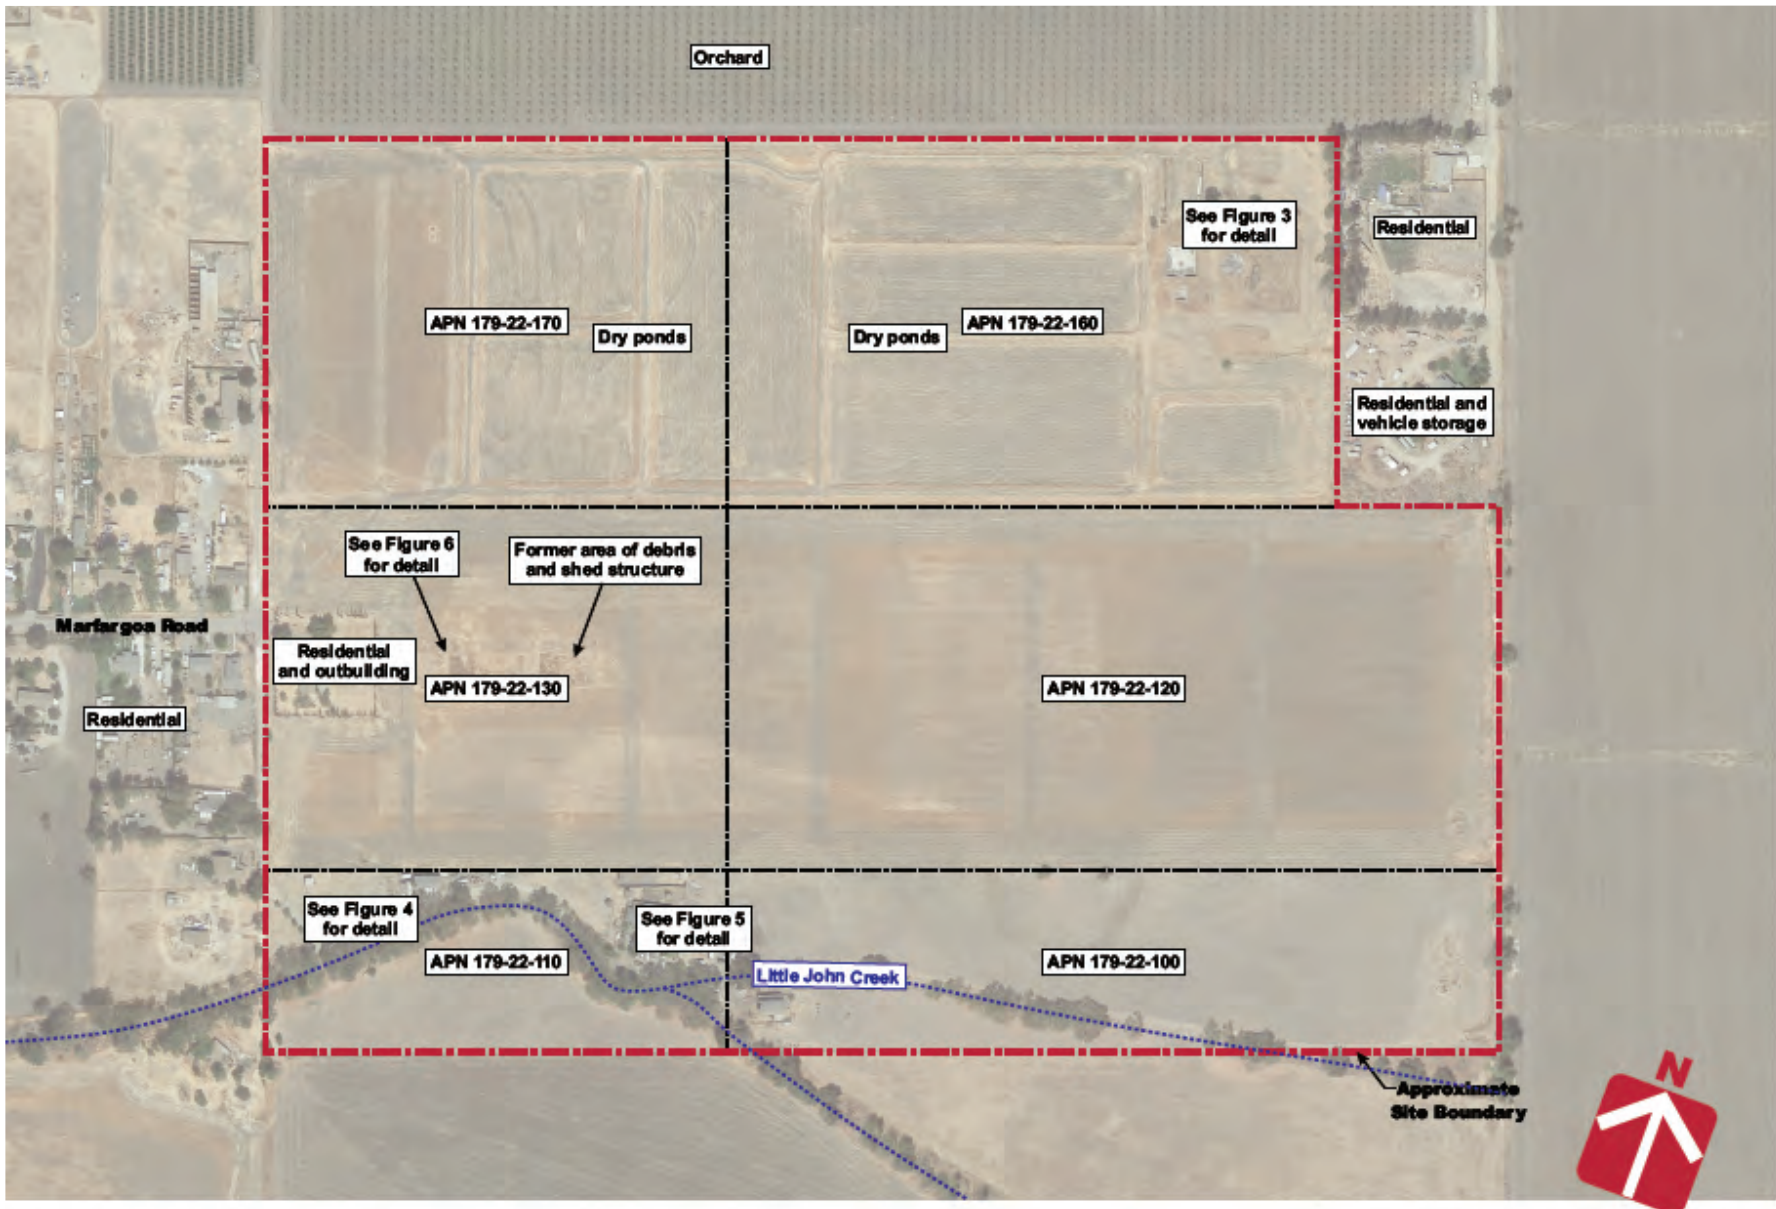 Orchard
See Figure 3
for detail
Residential
APN 179-22-170
Dry ponds
Dry ponds
APN 179-22-160
Residential and
vehicle storage
See Figure 6
for detail
Former area of debris
and shed structure
Marfargoa Road
Residential
and outbuilding
APN 179-22-130
APN 179-22-120
Residential
See Figure 4
for detail
See Figure 5
for detail
APN 179-22-110
APN 179-22-100
Little John Creek
Approximate
Site Boundary
N